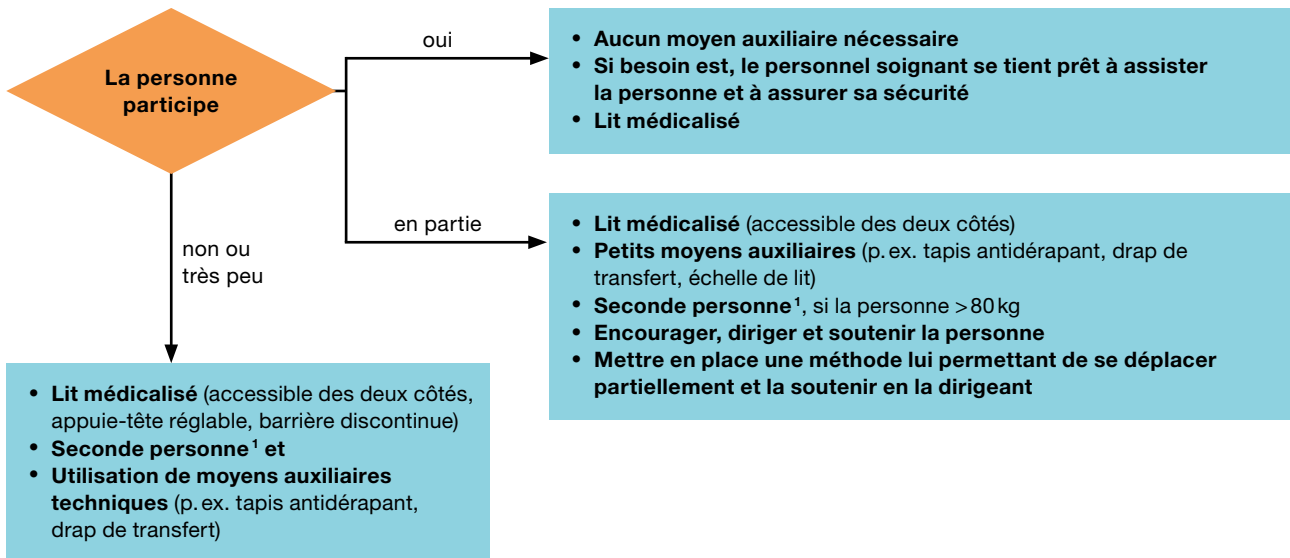 La personne
participe
oui
• Aucun moyen auxiliaire nécessaire
• Si besoin est, le personnel soignant se tient prêt à assister
la personne et à assurer sa sécurité
• Lit médicalisé
en partie
• Lit médicalisé (accessible des deux côtés)
• Petits moyens auxiliaires (p. ex. tapis antidérapant, drap de
transfert, échelle de lit)
• Seconde personne¹, si la personne >80 kg
• Encourager, diriger et soutenir la personne
• Mettre en place une méthode lui permettant de se déplacer
partiellement et la soutenir en la dirigeant
non ou
très peu
• Lit médicalisé (accessible des deux côtés,
appuie-tête réglable, barrière discontinue)
• Seconde personne¹ et
• Utilisation de moyens auxiliaires
techniques (p. ex. tapis antidérapant,
drap de transfert)